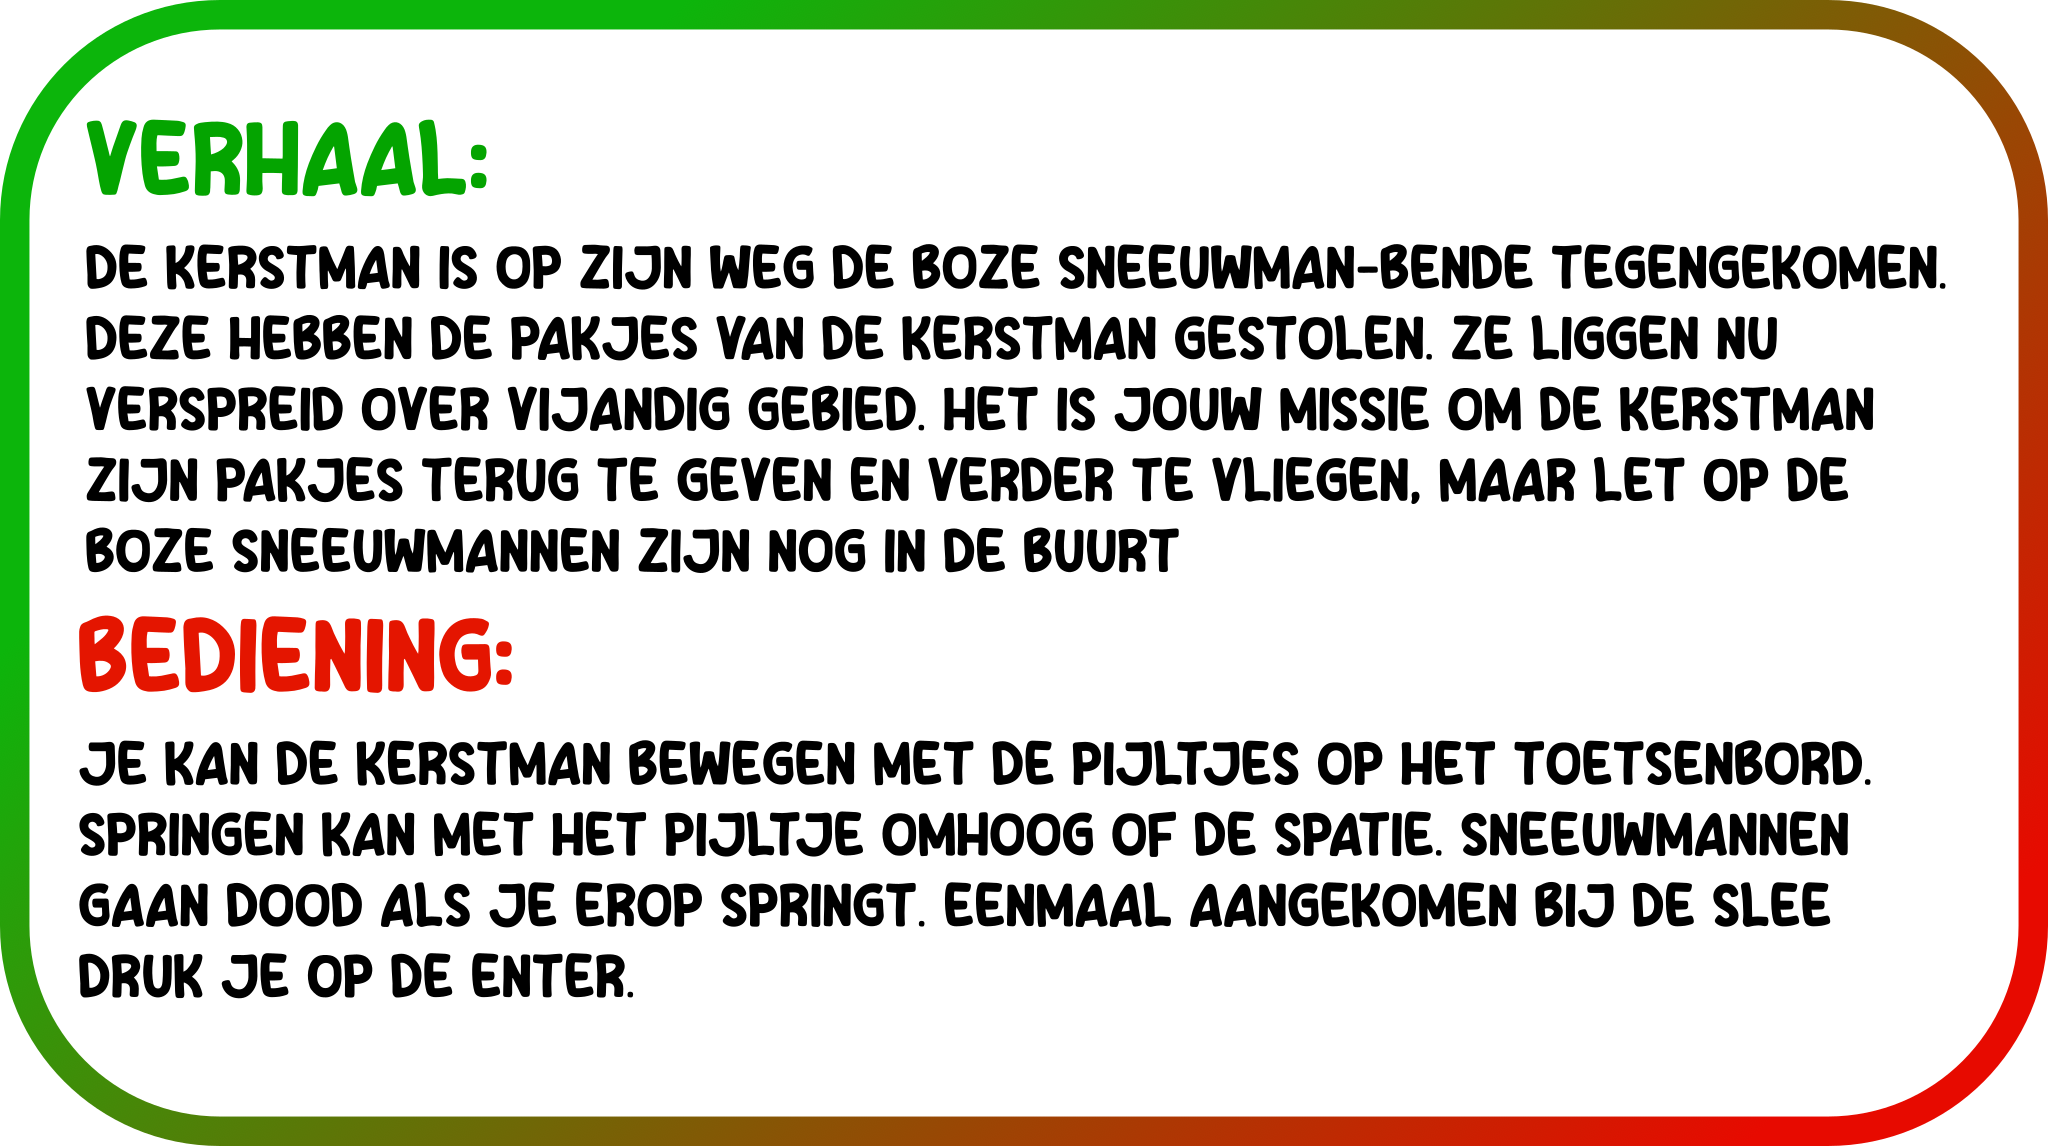 VERHAAL:
DE KERSTMAN IS OP ZIJN WEG DE BOZE SNEEUWMAN-BENDE TEGENGEKOMEN.
DEZE HEBBEN DE PAKJES VAN DE KERSTMAN GESTOLEN. ZE LIGGEN NU
VERSPREID OVER VIJANDIG GEBIED. HET IS JOUW MISSIE OM DE KERSTMAN
ZIJN PAKJES TERUG TE GEVEN EN VERDER TE VLIEGEN, MAAR LET OP DE
BOZE SNEEUWMANNEN ZIJN NOG IN DE BUURT
BEDIENING:
JE KAN DE KERSTMAN BEWEGEN MET DE PIJLTJES OP HET TOETSENBORD.
SPRINGEN KAN MET HET PIJLTJE OMHOOG OF DE SPATIE. SNEEUWMANNEN
GAAN DOOD ALS JE EROP SPRINGT. EENMAAL AANGEKOMEN BIJ DE SLEE
DRUK JE OP DE ENTER.